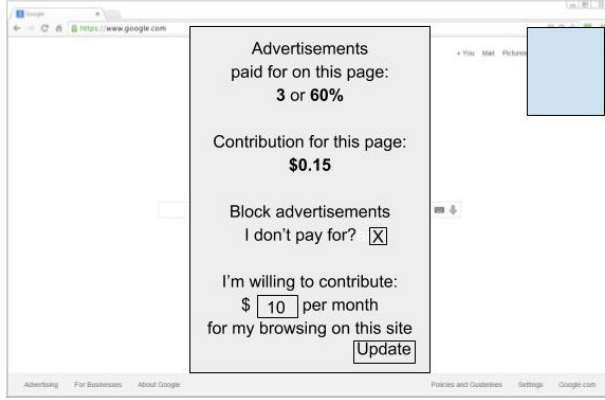 Google
https://www.google.com
+You Mail Pictures
Advertisements
paid for on this page:
3 or 60%
Contribution for this page:
$0.15
Block advertisements
I don't pay for? X
I'm willing to contribute:
$ 10 per month
for my browsing on this site
Update
Advertising For Businesses About Google
Policies and Guidelines Settings Google.com